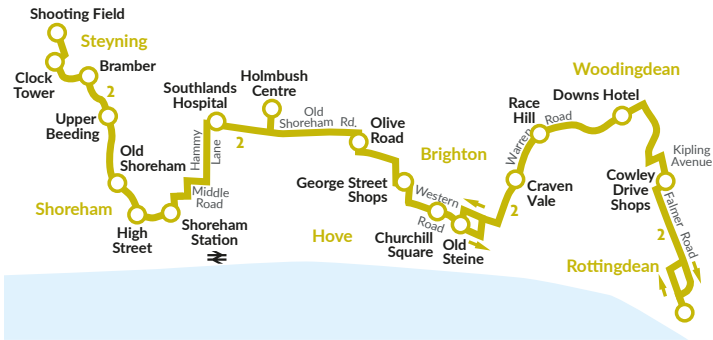 Shooting Field
Steyning
Clock
Tower
Bramber
2
Upper
Beeding
Old
Shoreham
Shoreham
High
Street
Shoreham
Station
Middle
Road
Hammy
Lane
Southlands
Hospital
2
Holmbush
Centre
Old
Shoreham Rd.
Olive
Road
George Street
Shops
Hove
Western
Road
Churchill
Square
Old
Steine
Brighton
2
Craven
Vale
Warren
Road
Race
Hill
Woodingdean
Downs Hotel
Kipling
Avenue
Cowley
Drive
Shops
Falmer Road
2
Rottingdean